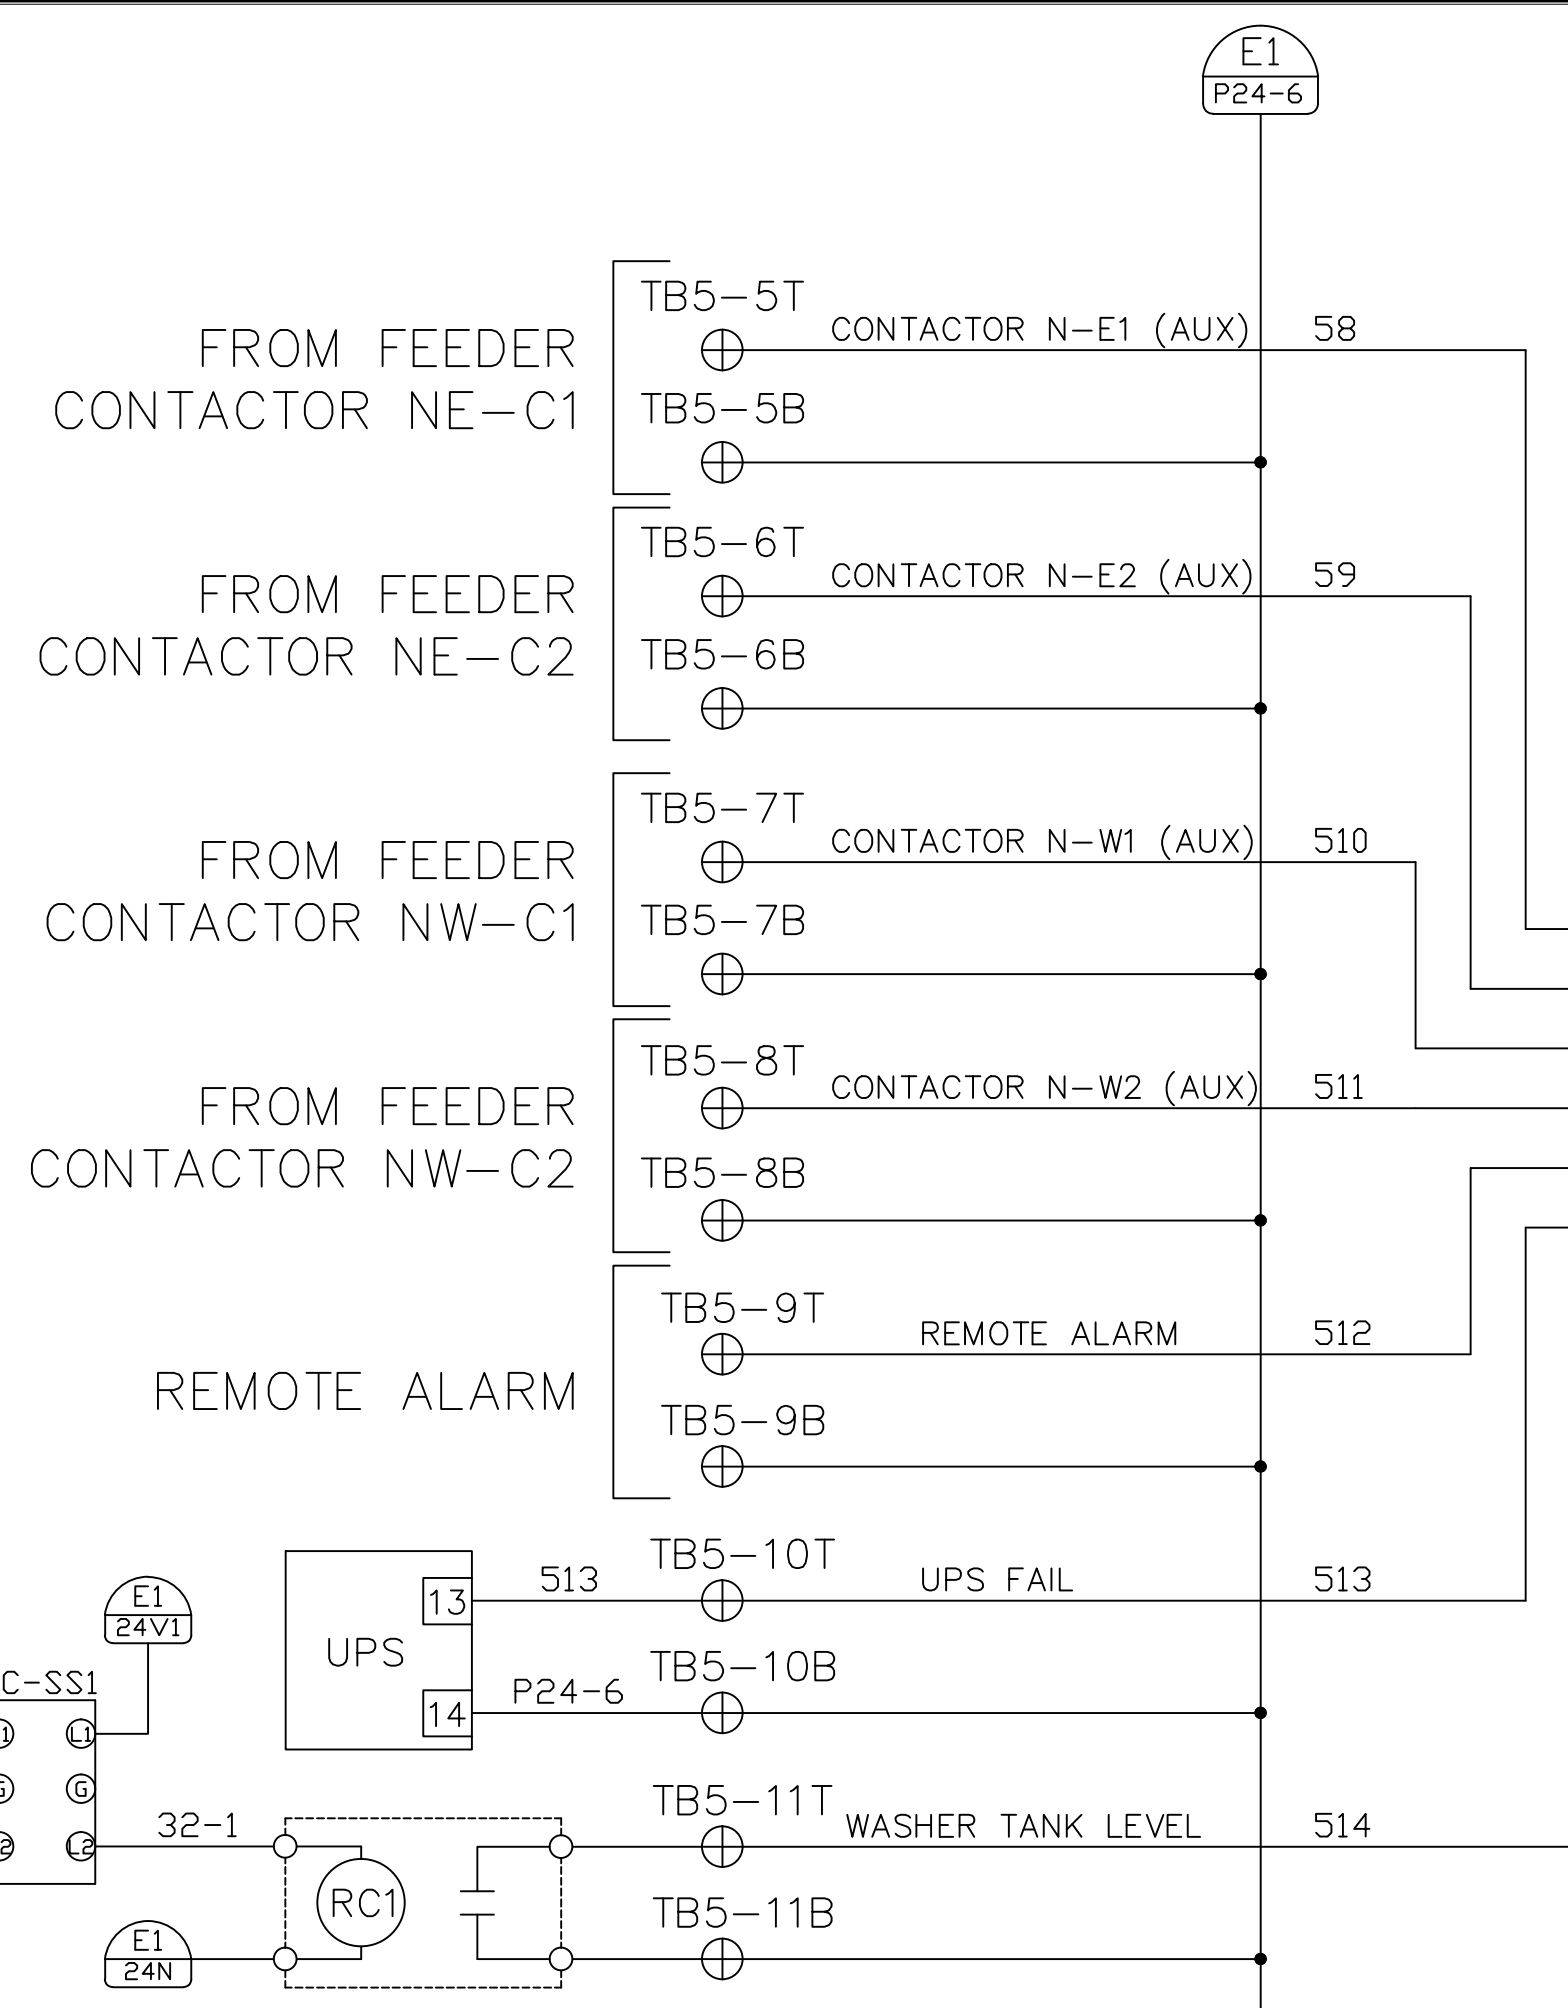 E1
P24-6
TB5-5T
FROM FEEDER
CONTACTOR NE-C1
CONTACTOR N-E1 (AUX)
58
TB5-5B
TB5-6T
FROM FEEDER
CONTACTOR NE-C2
CONTACTOR N-E2 (AUX)
59
TB5-6B
TB5-7T
FROM FEEDER
CONTACTOR NW-C1
CONTACTOR N-W1 (AUX)
510
TB5-7B
TB5-8T
FROM FEEDER
CONTACTOR NW-C2
CONTACTOR N-W2 (AUX)
511
TB5-8B
TB5-9T
REMOTE ALARM
REMOTE ALARM
512
TB5-9B
TB5-10T
UPS
13
513
UPS FAIL
513
E1
24V1
TB5-10B
14
P24-6
C-SS1
1
L1
G
G
2
L2
32-1
TB5-11T
WASHER TANK LEVEL
514
RC1
TB5-11B
E1
24N